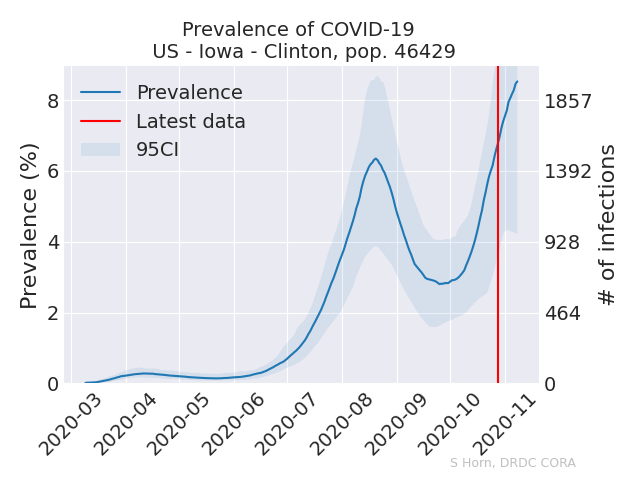 Prevalence of COVID-19
US - Iowa - Clinton, pop. 46429
Prevalence
Latest data
95CI
Prevalence (%)
8
6
4
2
0
1857
1392
928
464
0
# of infections
2020-03
2020-04
2020-05
2020-06
2020-07
2020-08
2020-09
2020-10
2020-11
S Horn, DRDC CORA